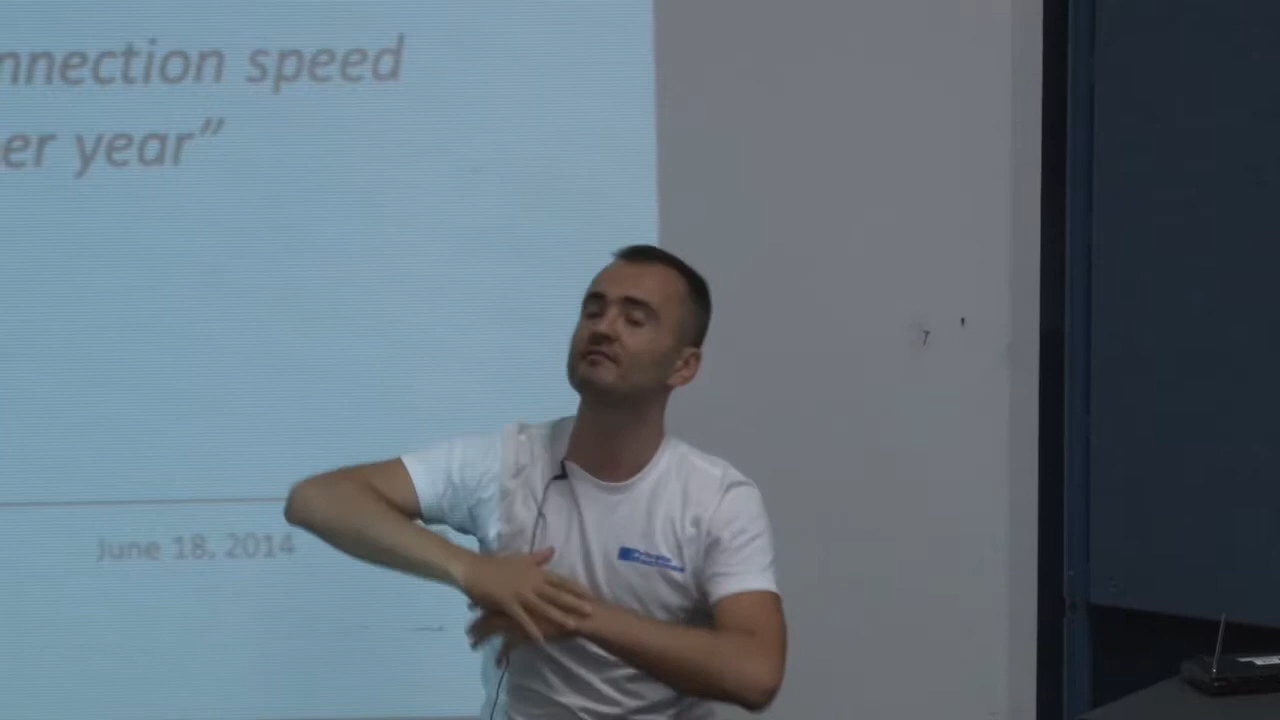 nnection speed
er year”
June 18, 2014